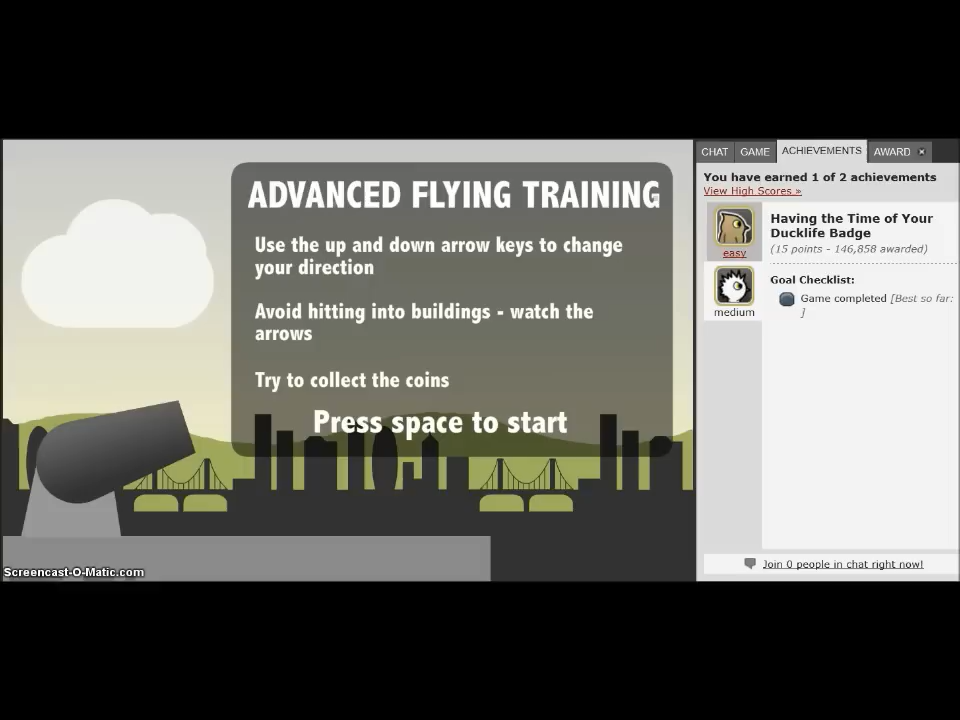 ADVANCED FLYING TRAINING
Use the up and down arrow keys to change
your direction
Avoid hitting into buildings - watch the
arrows
Try to collect the coins
Press space to start
Screencast-O-Matic.com
CHAT GAME ACHIEVEMENTS AWARD
You have earned 1 of 2 achievements
View High Scores »
easy
Having the Time of Your
Ducklife Badge
(15 points - 146,858 awarded)
medium
Goal Checklist:
Game completed [Best so far:
]
Join 0 people in chat right now!